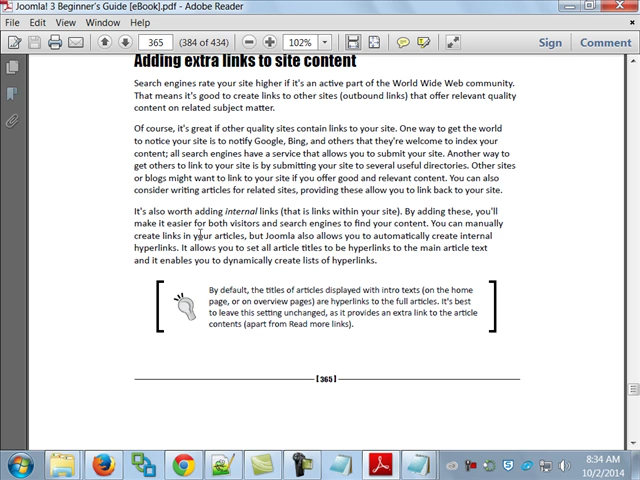 Joomla! 3 Beginner's Guide [eBook].pdf - Adobe Reader
File Edit View Window Help
365 (384 of 434) 102% Sign Comment
Adding extra links to site content
Search engines rate your site higher if it's an active part of the World Wide Web community.
That means it's good to create links to other sites (outbound links) that offer relevant quality
content on related subject matter.
Of course, it's great if other quality sites contain links to your site. One way to get the world
to notice your site is to notify Google, Bing, and others that they're welcome to index your
content; all search engines have a service that allows you to submit your site. Another way to
get others to link to your site is by submitting your site to several useful directories. Other sites
or blogs might want to link to your site if you offer good and relevant content. You can also
consider writing articles for related sites, providing these allow you to link back to your site.
It's also worth adding internal links (that is links within your site). By adding these, you'll
make it easier for both visitors and search engines to find your content. You can manually
create links in your articles, but Joomla also allows you to automatically create internal
hyperlinks. It allows you to set all article titles to be hyperlinks to the main article text
and it enables you to dynamically create lists of hyperlinks.
By default, the titles of articles displayed with intro texts (on the home
page, or on overview pages) are hyperlinks to the full articles. It's best
to leave this setting unchanged, as it provides an extra link to the article
contents (apart from Read more links).
[365]
8:34 AM
10/2/2014